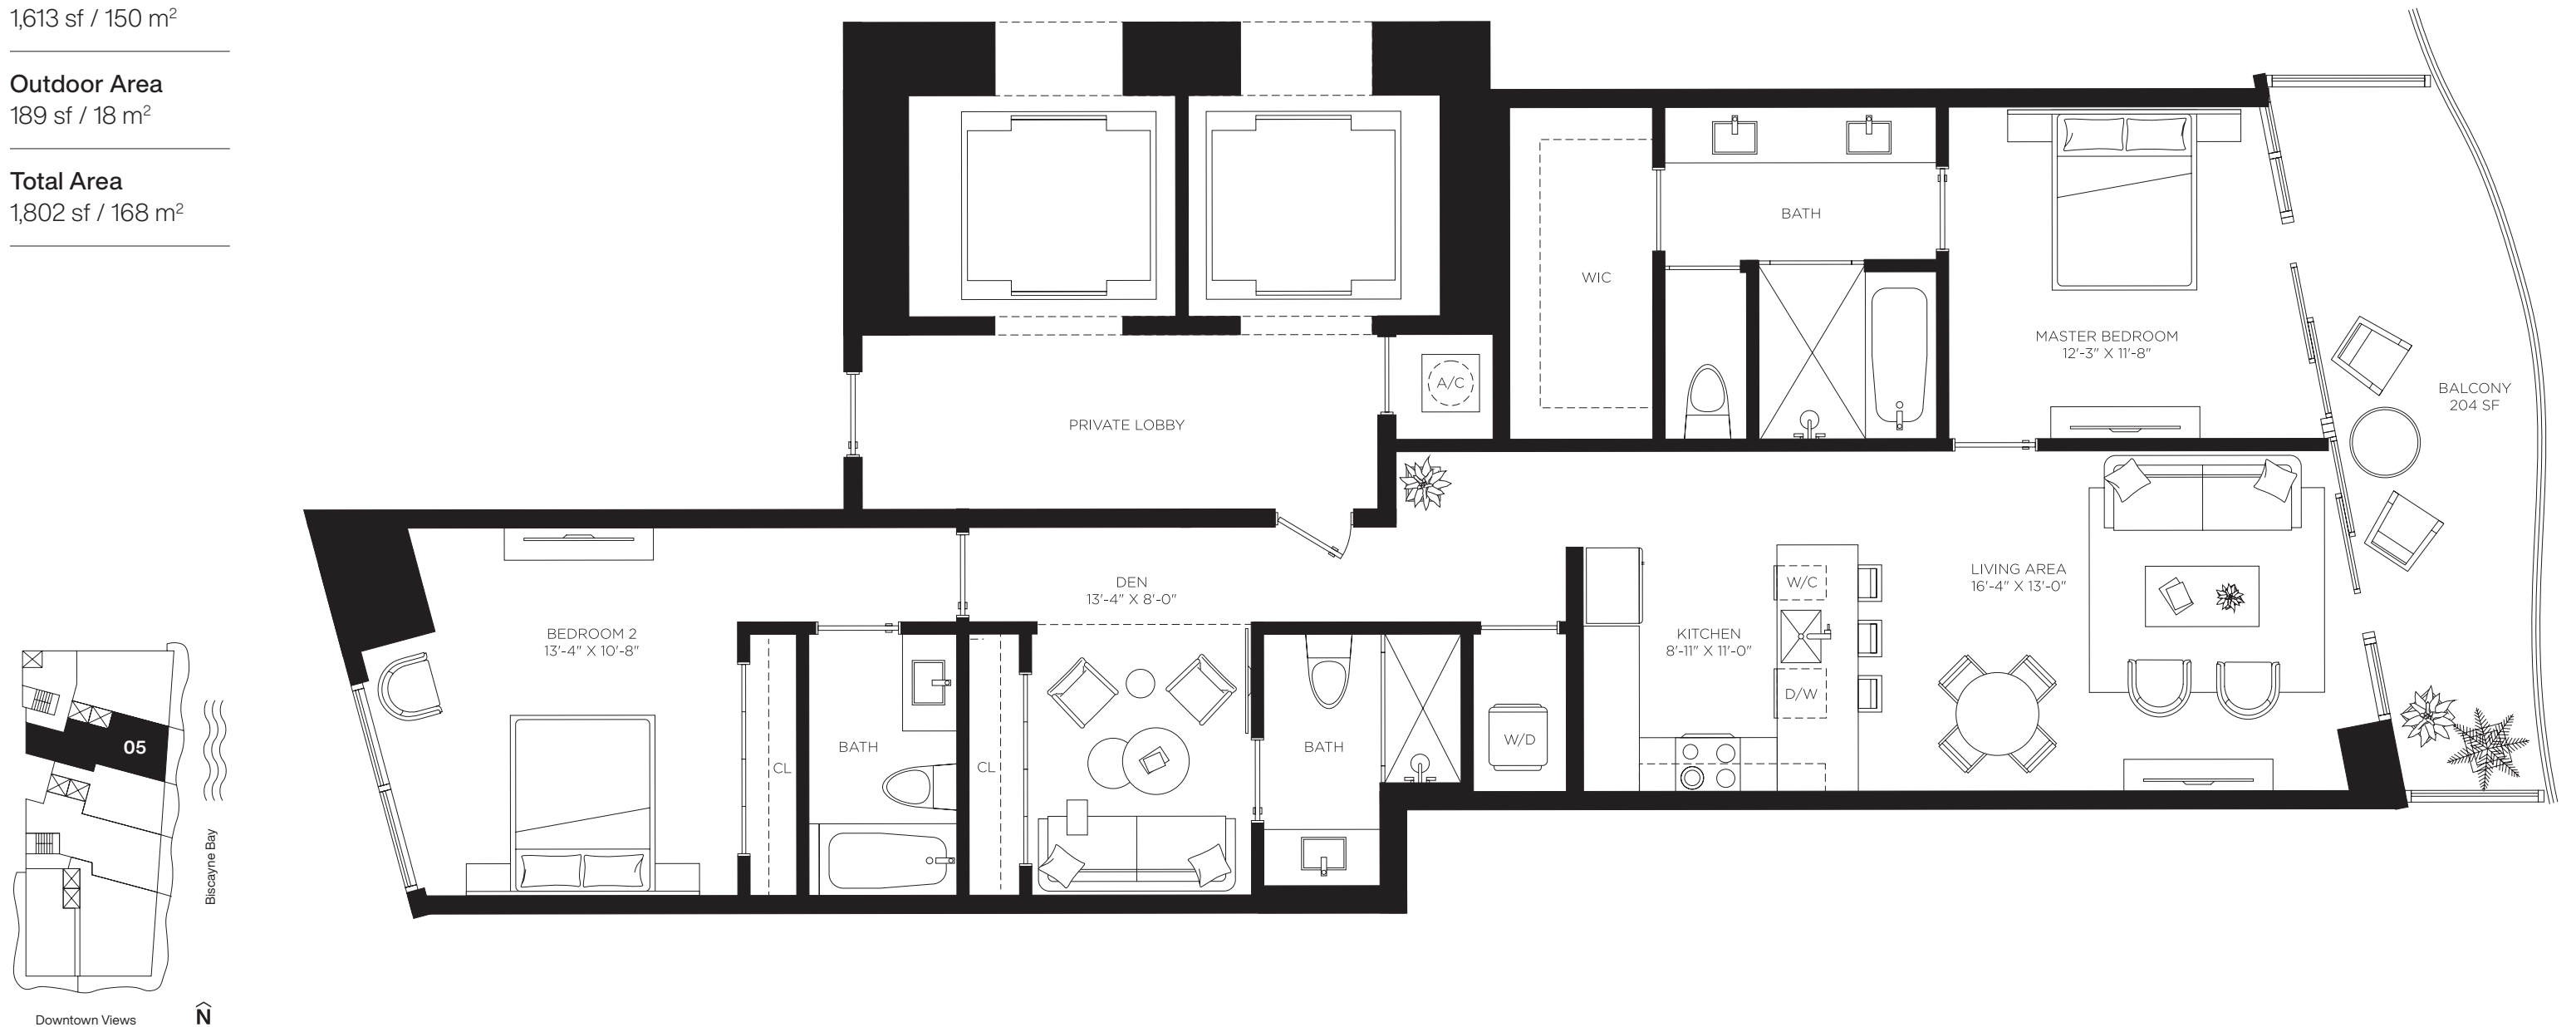 1,613 sf / 150 m²
Outdoor Area
189 sf / 18 m²
Total Area
1,802 sf / 168 m²
BATH
WIC
MASTER BEDROOM
12'-3" X 11'-8"
A/C
BALCONY
204 SF
PRIVATE LOBBY
DEN
13'-4" X 8'-0"
W/C
LIVING AREA
16'-4" X 13'-0"
BEDROOM 2
13'-4" X 10'-8"
KITCHEN
8'-11" X 11'-0"
D/W
W/D
BATH
BATH
CL
CL
05
Biscayne Bay
Downtown Views
N